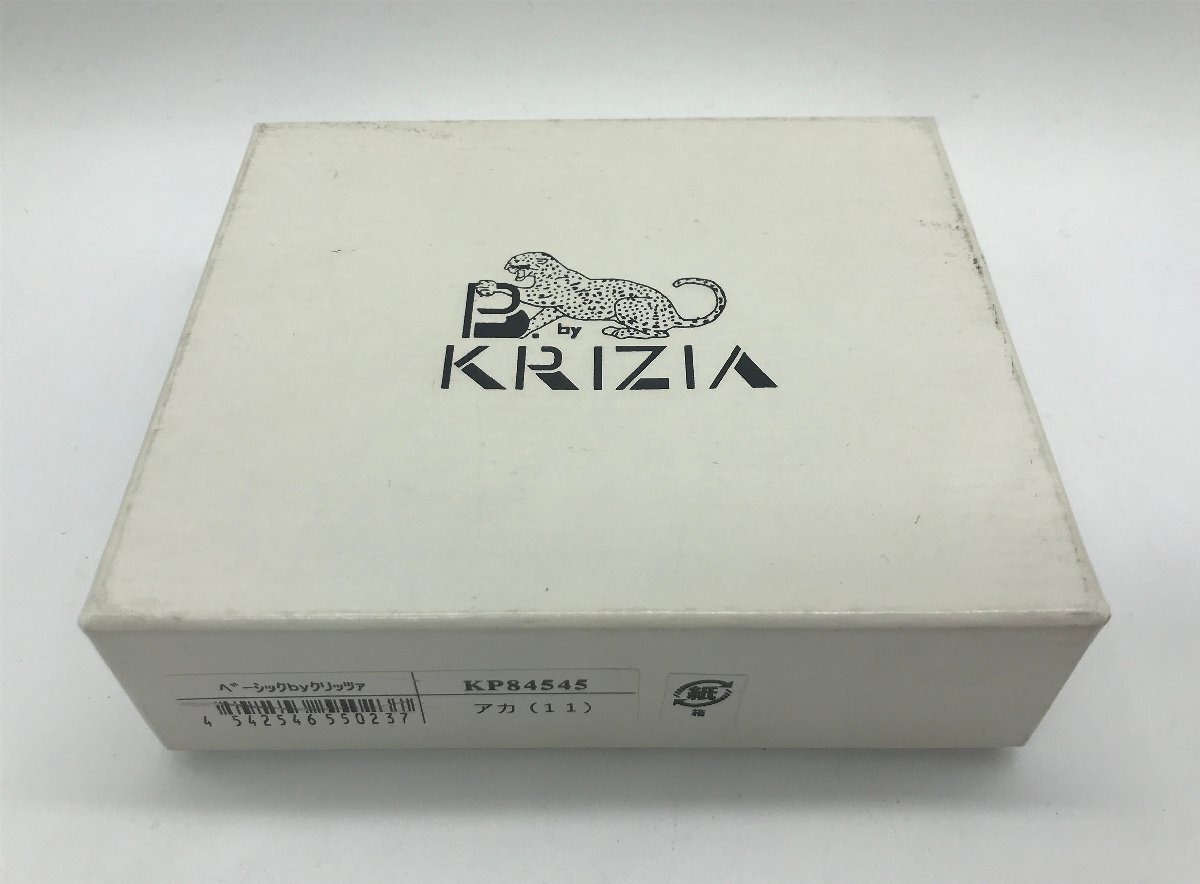 B. by
KRIZIA
ベーシックbyクリッツァ
KP84545
4 542546 550237
アカ(11)
紙
箱